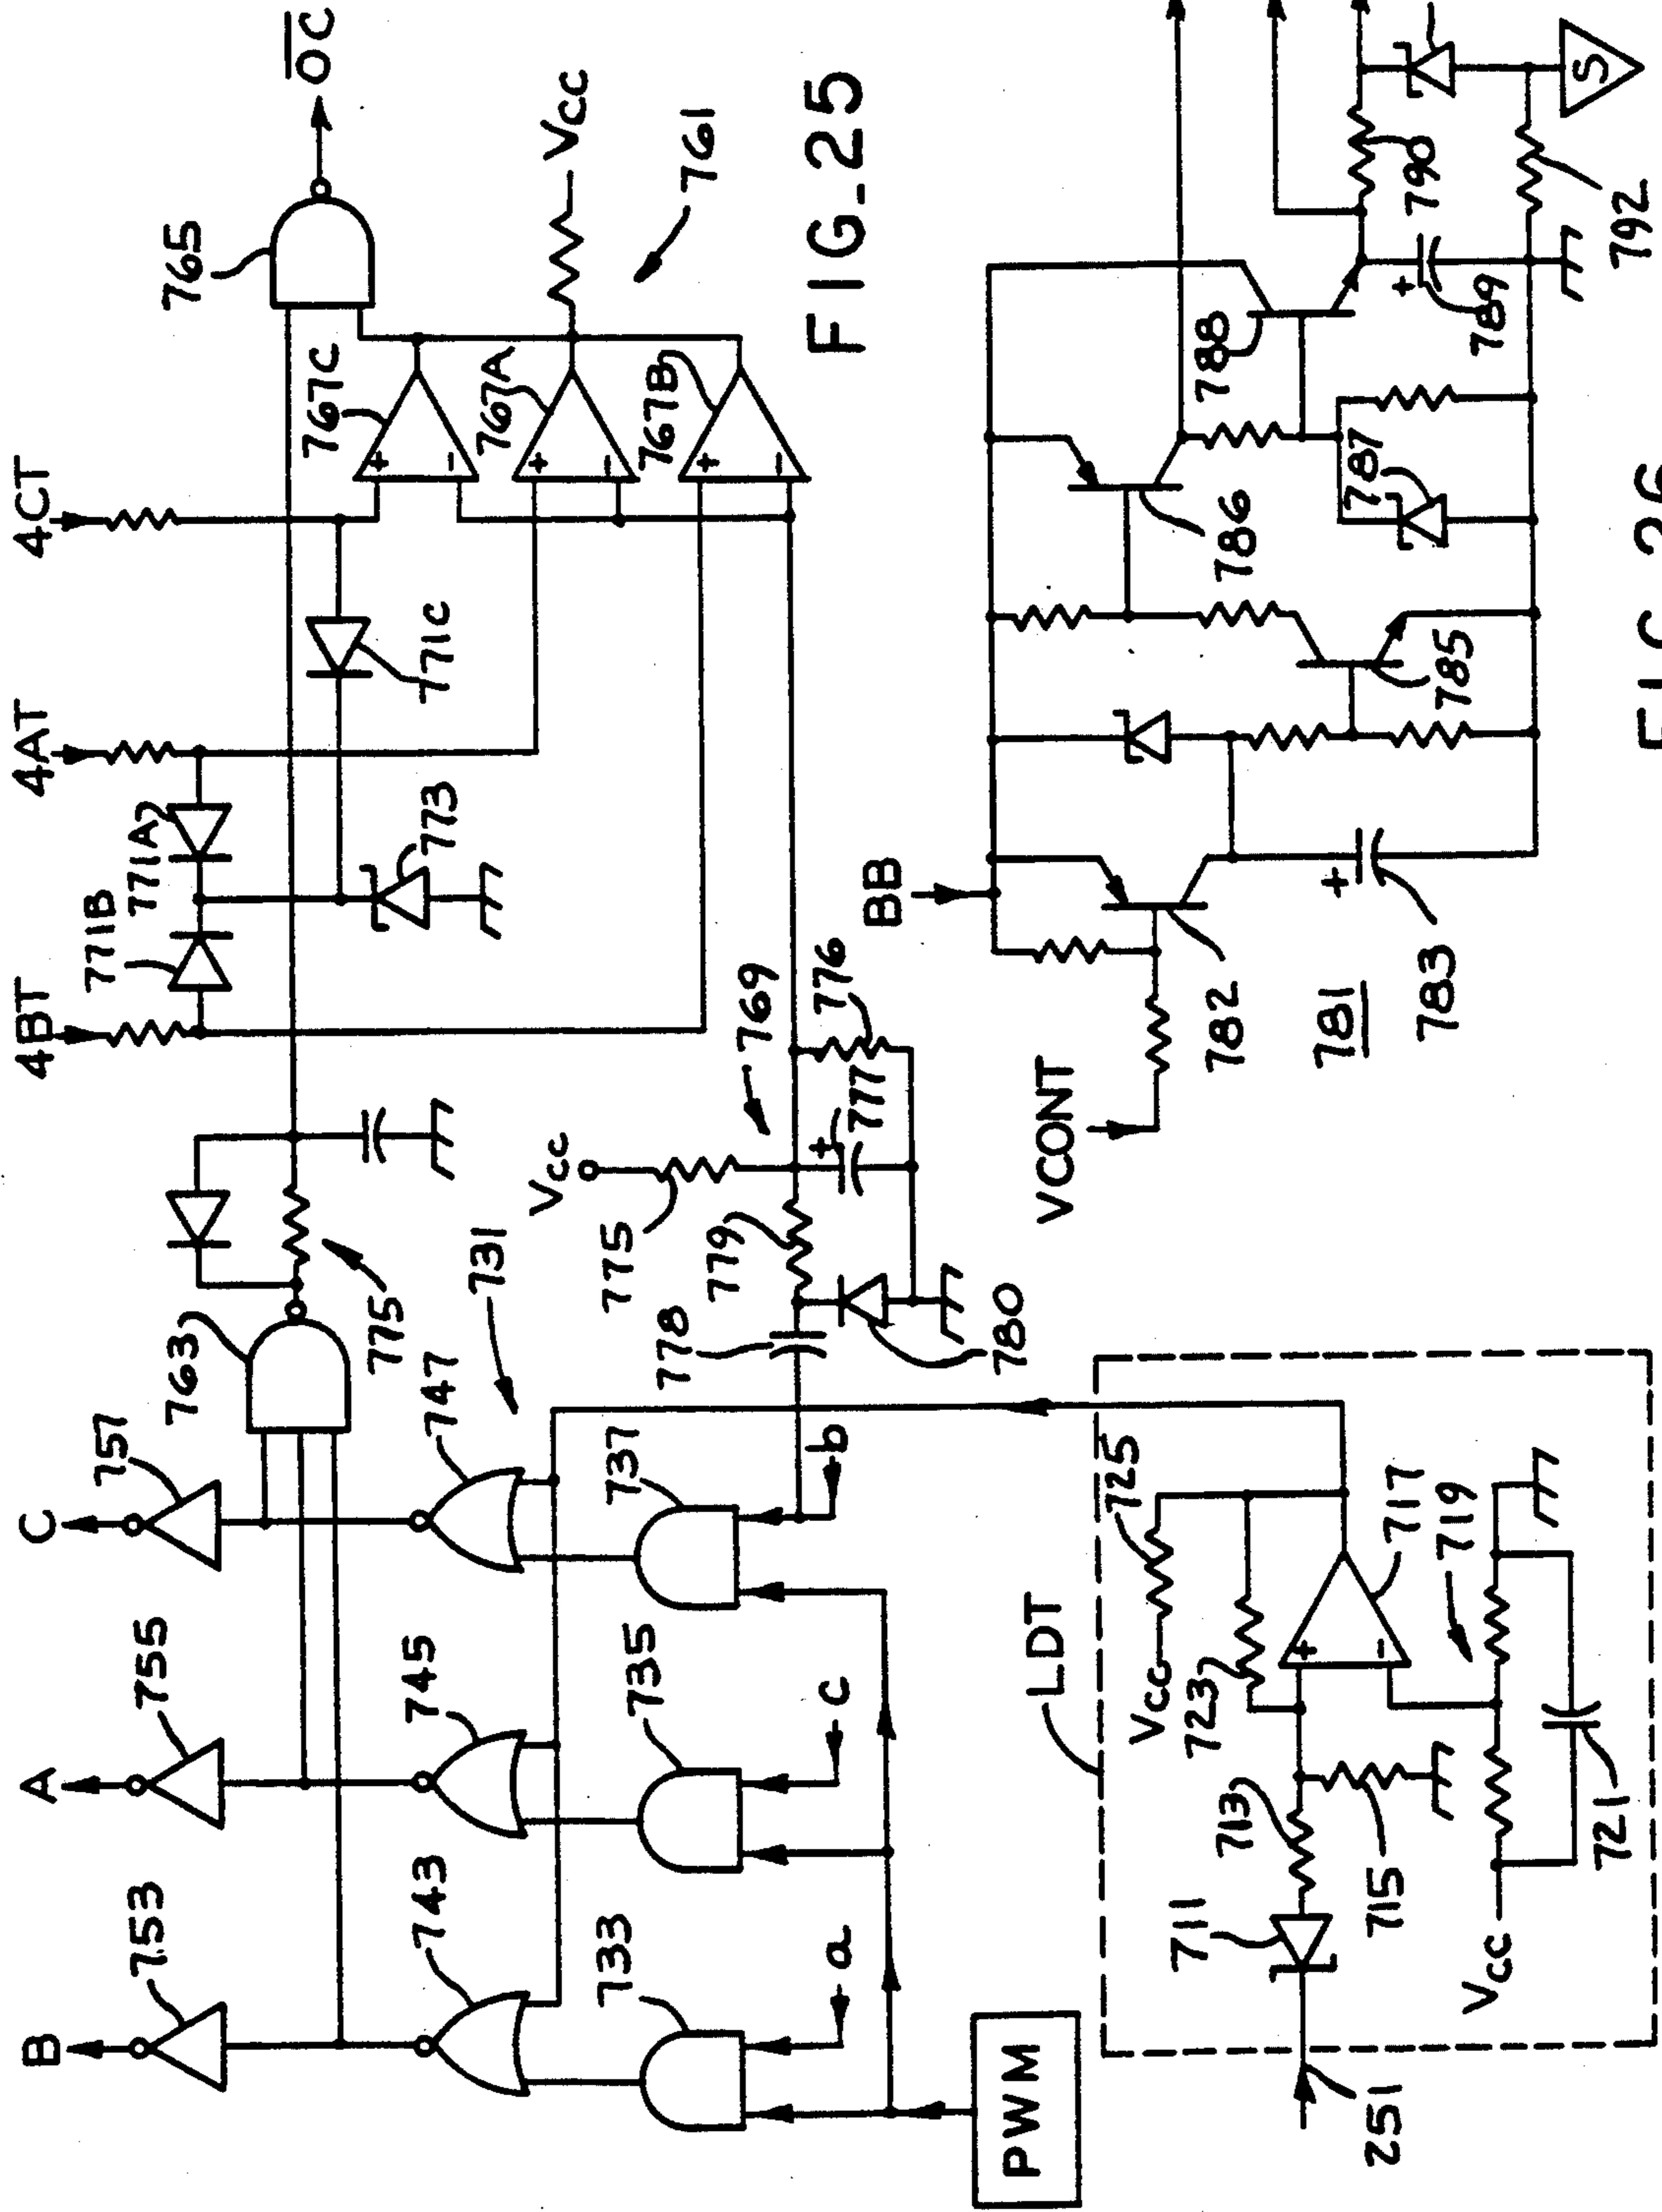 B
A
C
4BT
4AT
4CT
OC
753
755
757
763
771B
771A
765
775
773
771C
767C
767A
767B
VCC
761
743
745
747
731
733
735
737
a
c
b
PWM
VCC
775
769
779
778
777
776
780
FIG_25
LDT
251
711
713
715
VCC
723
725
717
719
VCC
721
VCONT
BB
782
781
783
785
786
787
788
789
790
792
S
+
-
+
-
+
-
+
-
+
+
+